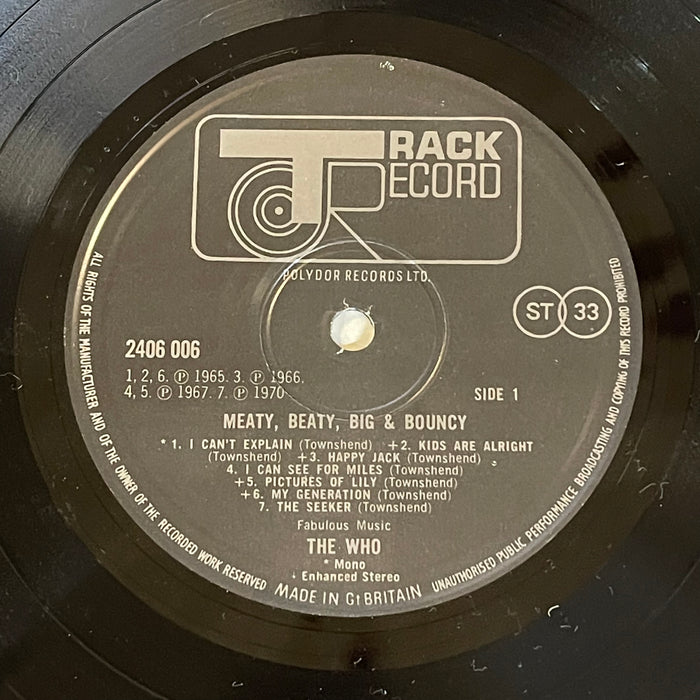 TRACK
RECORD
POLYDOR RECORDS LTD.
ST 33
2406 006
1, 2, 6. ℗ 1965. 3. ℗ 1966.
4, 5. ℗ 1967. 7. ℗ 1970
SIDE 1
MEATY, BEATY, BIG & BOUNCY
* 1. I CAN'T EXPLAIN (Townshend) +2. KIDS ARE ALRIGHT
(Townshend) +3. HAPPY JACK (Townshend)
4. I CAN SEE FOR MILES (Townshend)
+5. PICTURES OF LILY (Townshend)
+6. MY GENERATION (Townshend)
7. THE SEEKER (Townshend)
Fabulous Music
THE WHO
* Mono
+ Enhanced Stereo
ALL RIGHTS OF THE MANUFACTURER AND OF THE OWNER OF THE RECORDED WORK RESERVED
MADE IN Gt BRITAIN
UNAUTHORISED PUBLIC PERFORMANCE BROADCASTING AND COPYING OF THIS RECORD PROHIBITED